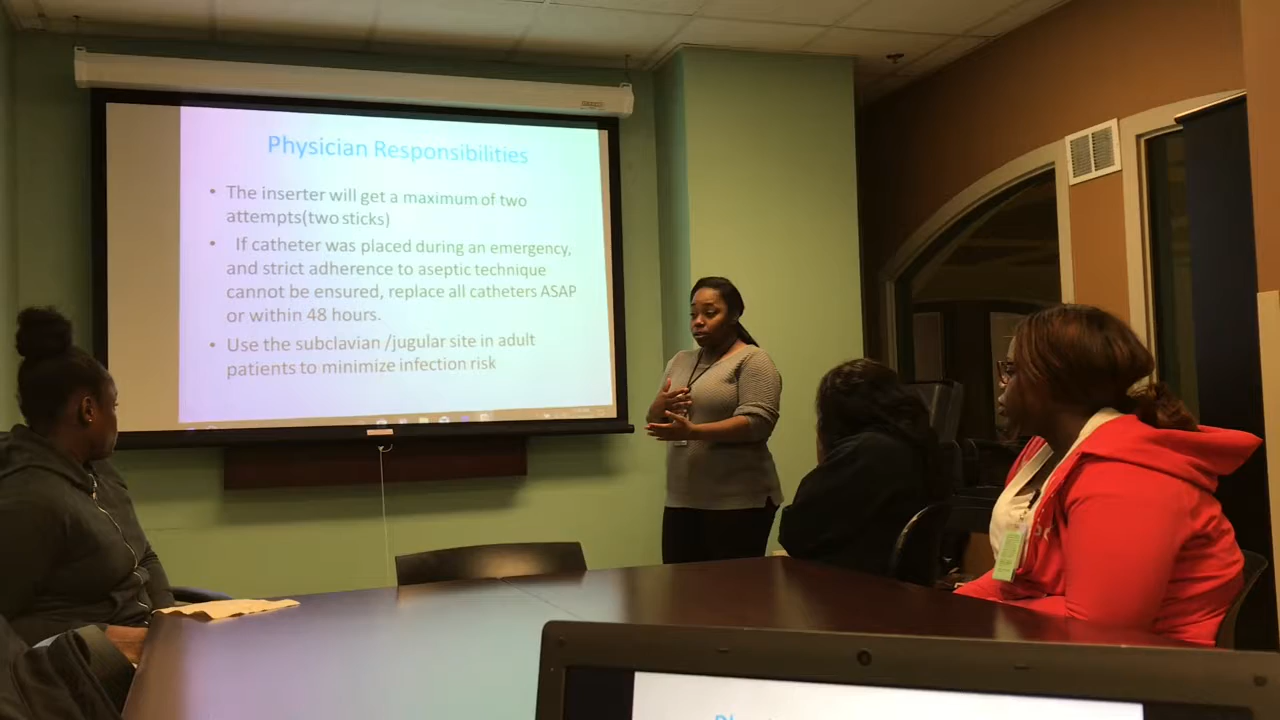 Physician Responsibilities
• The inserter will get a maximum of two
attempts(two sticks)
• If catheter was placed during an emergency,
and strict adherence to aseptic technique
cannot be ensured, replace all catheters ASAP
or within 48 hours.
• Use the subclavian /jugular site in adult
patients to minimize infection risk